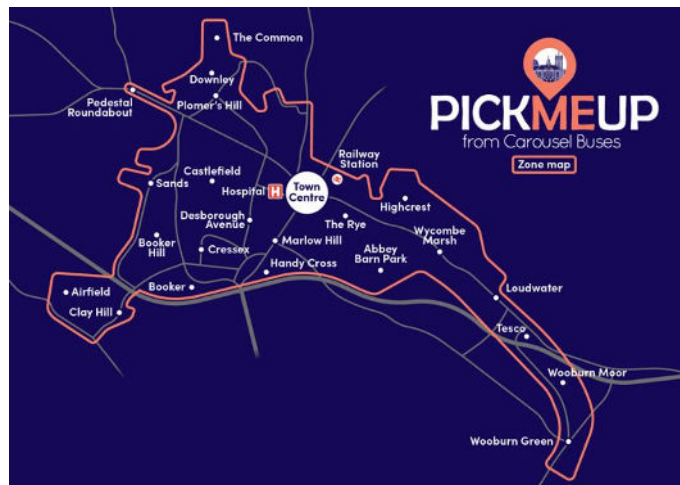 The Common
Downley
Plomer's Hill
Pedestal
Roundabout
PICKMEUP
from Carousel Buses
Zone map
Railway
Station
Castlefield
Sands
Hospital
H
Town
Centre
Highcrest
Desborough
Avenue
The Rye
Wycombe
Marsh
Booker
Hill
Cressex
Marlow Hill
Abbey
Barn Park
Handy Cross
Airfield
Booker
Loudwater
Clay Hill
Tesco
Wooburn Moor
Wooburn Green